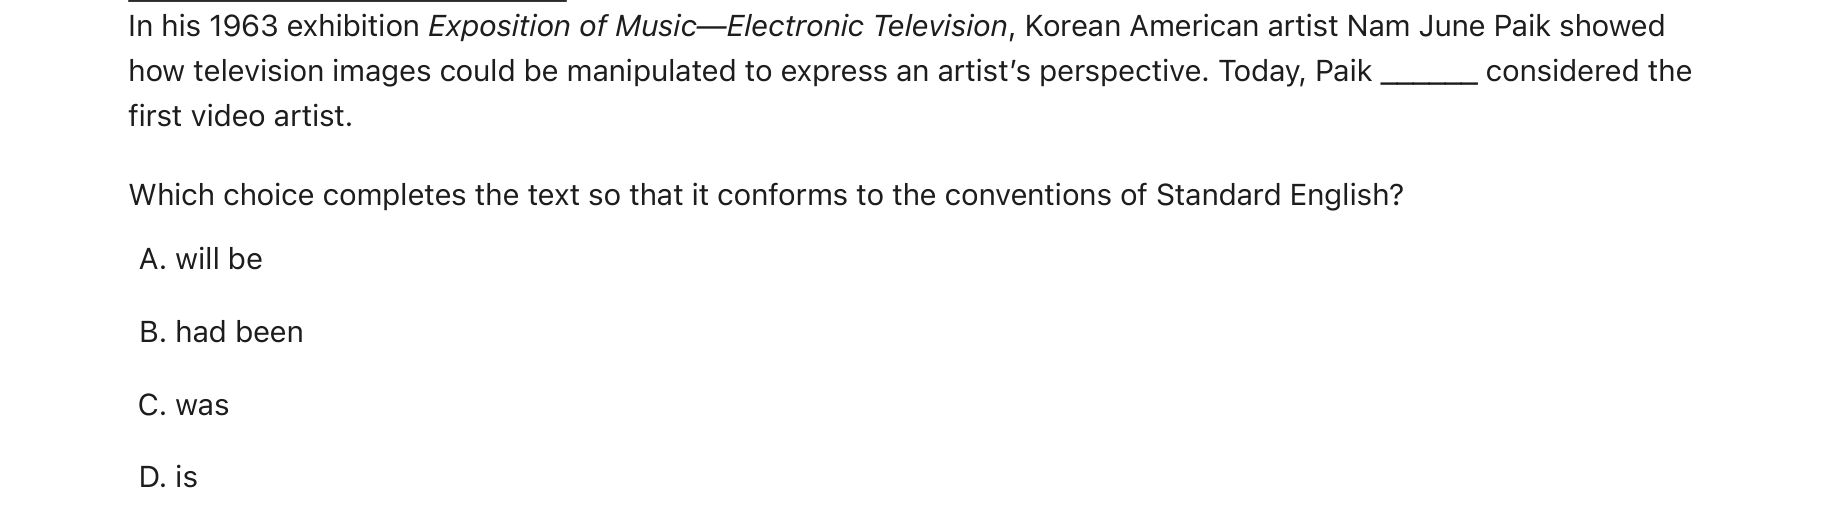 In his 1963 exhibition Exposition of Music—Electronic Television, Korean American artist Nam June Paik showed
how television images could be manipulated to express an artist's perspective. Today, Paik ______ considered the
first video artist.
Which choice completes the text so that it conforms to the conventions of Standard English?
A. will be
B. had been
C. was
D. is